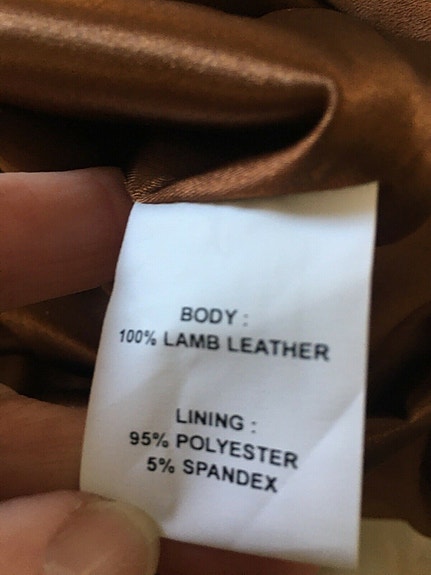 BODY :
100% LAMB LEATHER
LINING :
95% POLYESTER
5% SPANDEX